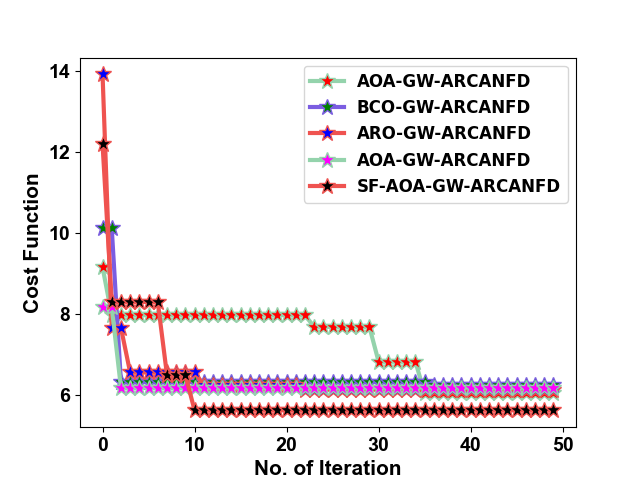 14
12
10
8
6
0
10
20
30
40
50
Cost Function
No. of Iteration
AOA-GW-ARCANFD
BCO-GW-ARCANFD
ARO-GW-ARCANFD
AOA-GW-ARCANFD
SF-AOA-GW-ARCANFD